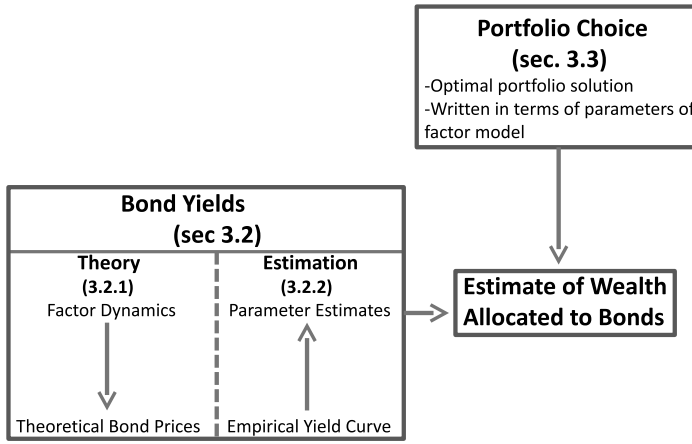 Portfolio Choice
(sec. 3.3)
-Optimal portfolio solution
-Written in terms of parameters of
factor model
Bond Yields
(sec 3.2)
Theory
(3.2.1)
Factor Dynamics
Theoretical Bond Prices
Estimation
(3.2.2)
Parameter Estimates
Empirical Yield Curve
Estimate of Wealth
Allocated to Bonds